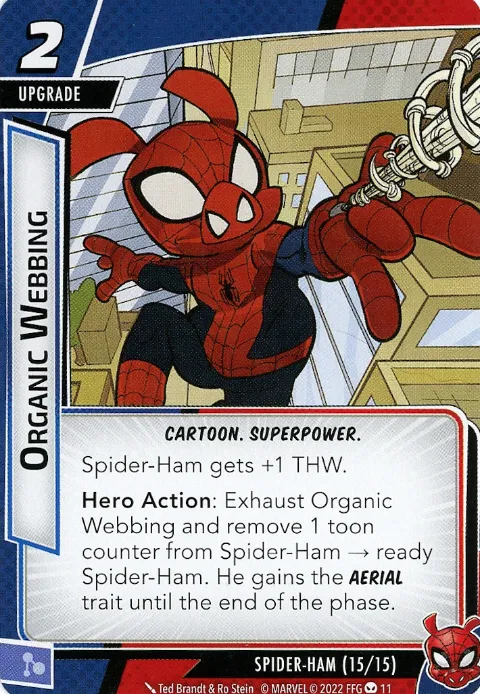 2
UPGRADE
ORGANIC WEBBING
CARTOON. SUPERPOWER.
Spider-Ham gets +1 THW.
Hero Action: Exhaust Organic
Webbing and remove 1 toon
counter from Spider-Ham → ready
Spider-Ham. He gains the AERIAL
trait until the end of the phase.
SPIDER-HAM (15/15)
Ted Brandt & Ro Stein © MARVEL © 2022 FFG 11